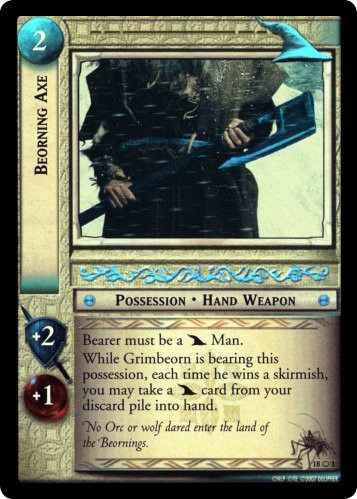 2
BEORNING AXE
POSSESSION • HAND WEAPON
+2
+1
Bearer must be a Man.
While Grimbeorn is bearing this
possession, each time he wins a skirmish,
you may take a card from your
discard pile into hand.
No Orc or wolf dared enter the land of
the Beornings.
18 O 1